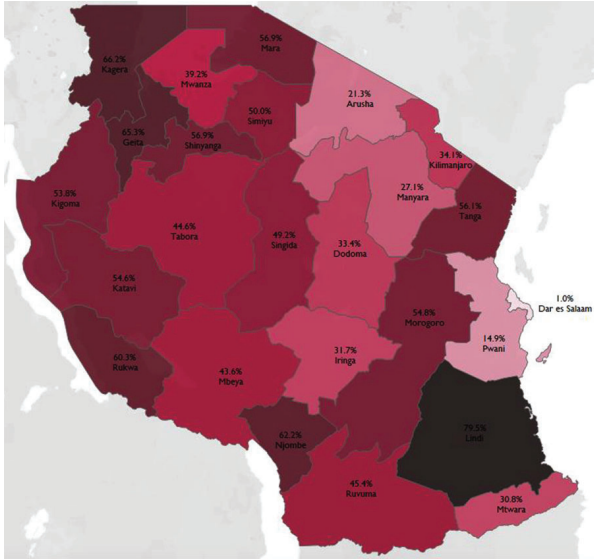 66.2%
Kagera
56.9%
Mara
39.2%
Mwanza
21.3%
Arusha
50.0%
Simiyu
65.3%
Geita
56.9%
Shinyanga
34.1%
Kilimanjaro
53.8%
Kigoma
27.1%
Manyara
56.1%
Tanga
44.6%
Tabora
49.2%
Singida
33.4%
Dodoma
54.6%
Katavi
1.0%
Dar es Salaam
54.8%
Morogoro
14.9%
Pwani
60.3%
Rukwa
43.6%
Mbeya
31.7%
Iringa
79.5%
Lindi
62.2%
Njombe
45.4%
Ruvuma
30.8%
Mtwara